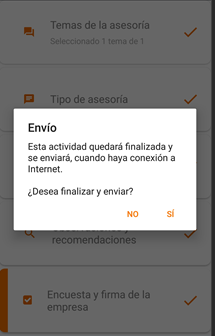 Temas de la asesoría
Seleccionado 1 tema de 1
Tipo de asesoría
Envío
Esta actividad quedará finalizada y
se enviará, cuando haya conexión a
Internet.
¿Desea finalizar y enviar?
NO
SÍ
recomendaciones
Encuesta y firma de la
empresa